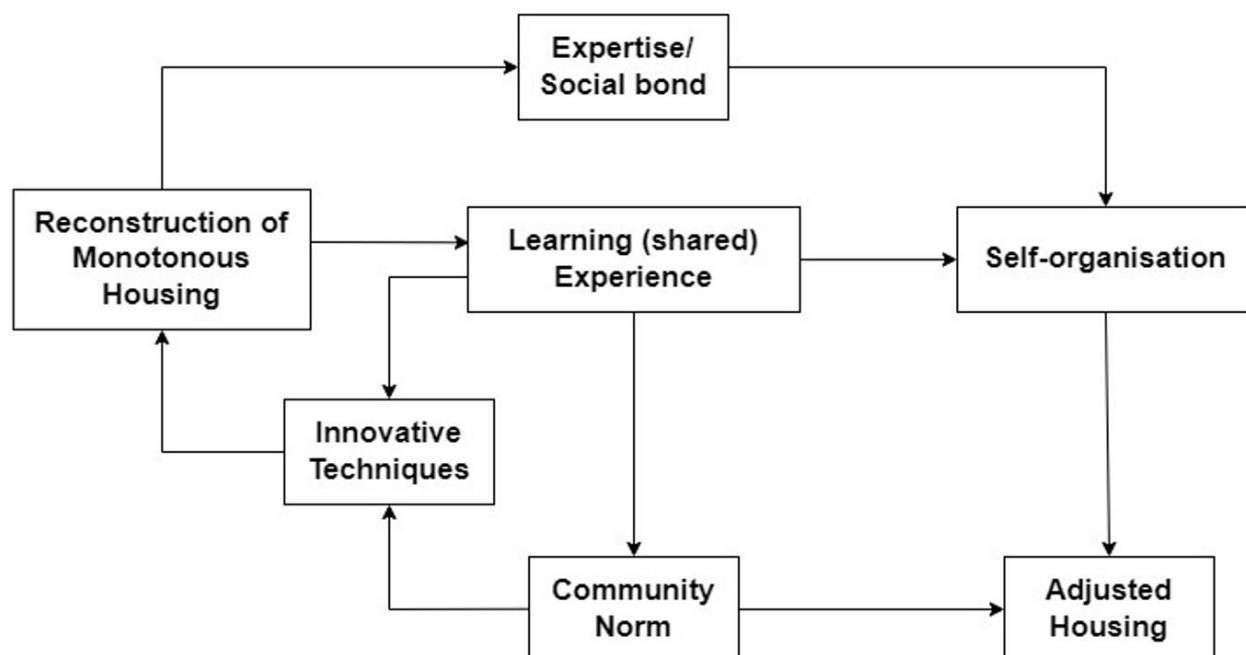 Expertise/
Social bond
Reconstruction of
Monotonous
Housing
Learning (shared)
Experience
Self-organisation
Innovative
Techniques
Community
Norm
Adjusted
Housing